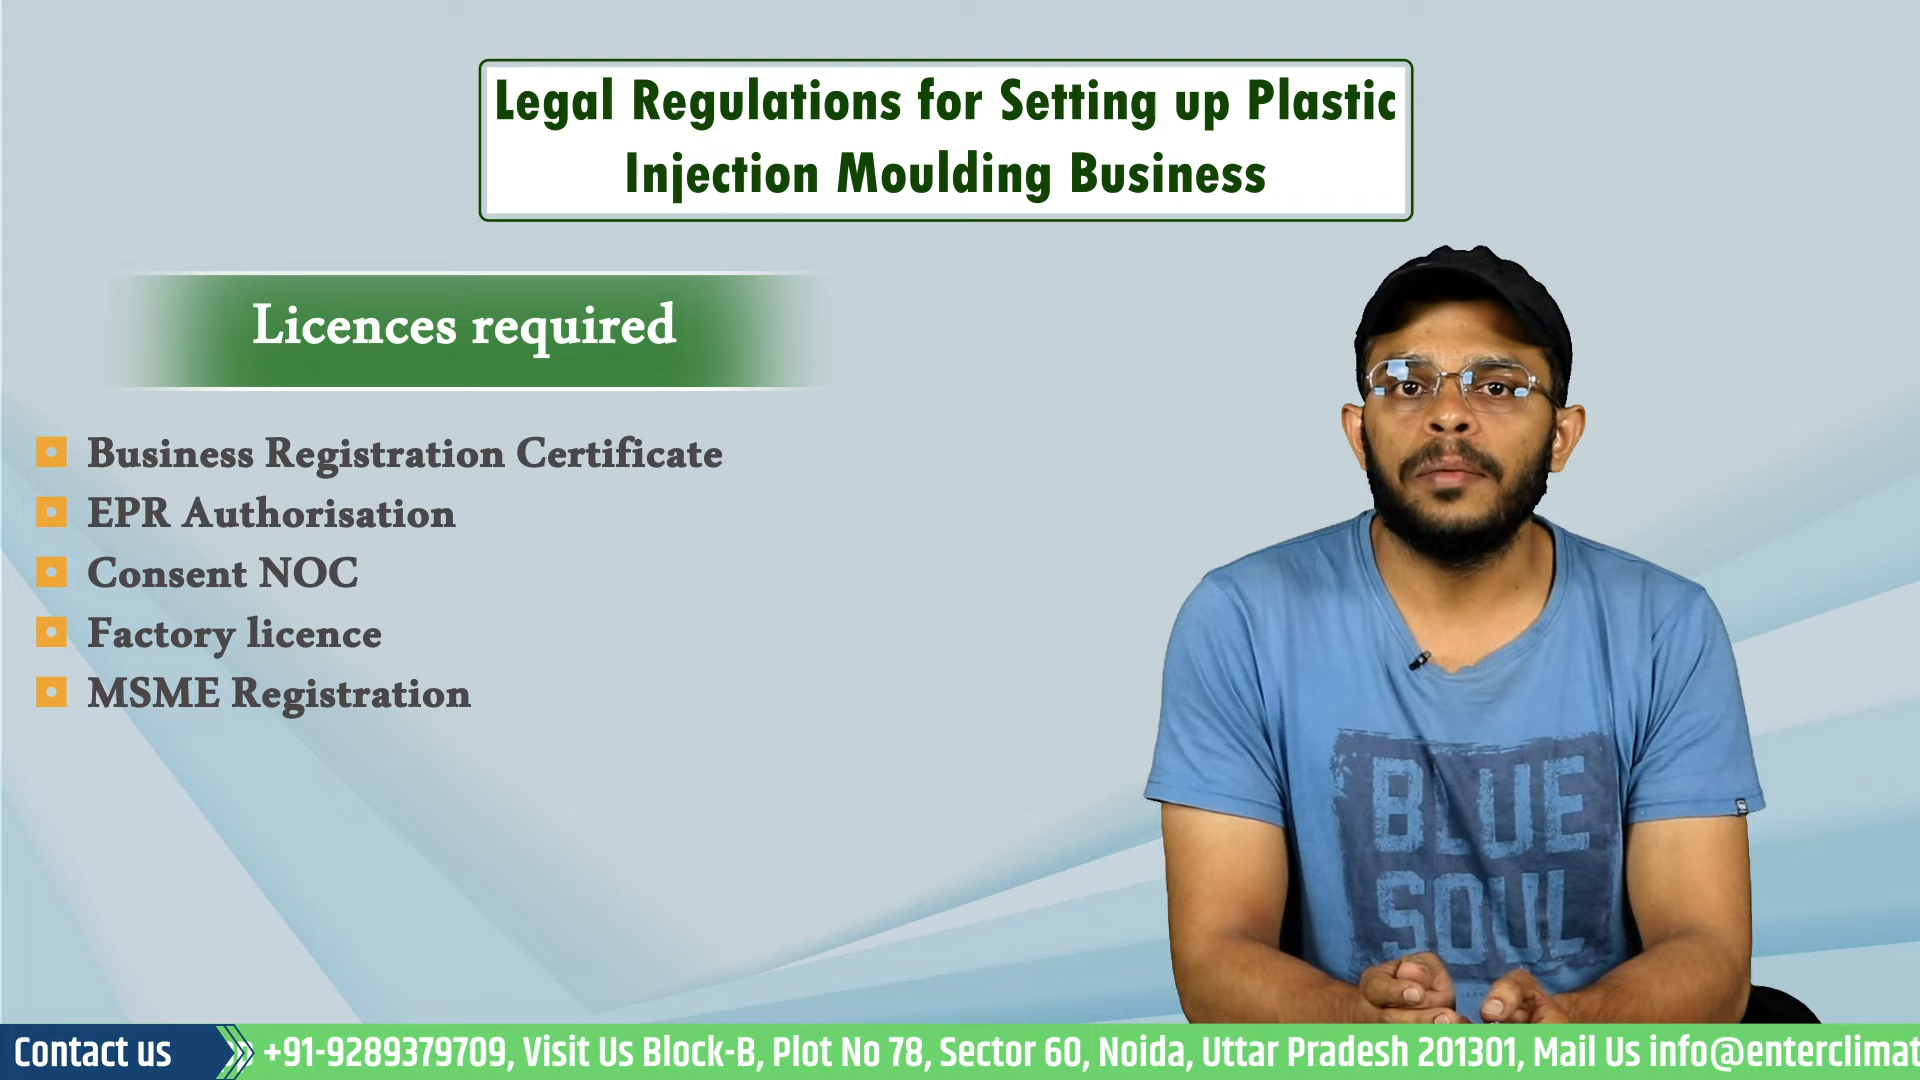 Legal Regulations for Setting up Plastic
Injection Moulding Business
Licences required
Business Registration Certificate
EPR Authorisation
Consent NOC
Factory licence
MSME Registration
BLUE
SOUL
Contact us
+91-9289379709, Visit Us Block-B, Plot No 78, Sector 60, Noida, Uttar Pradesh 201301, Mail Us info@enterclimat